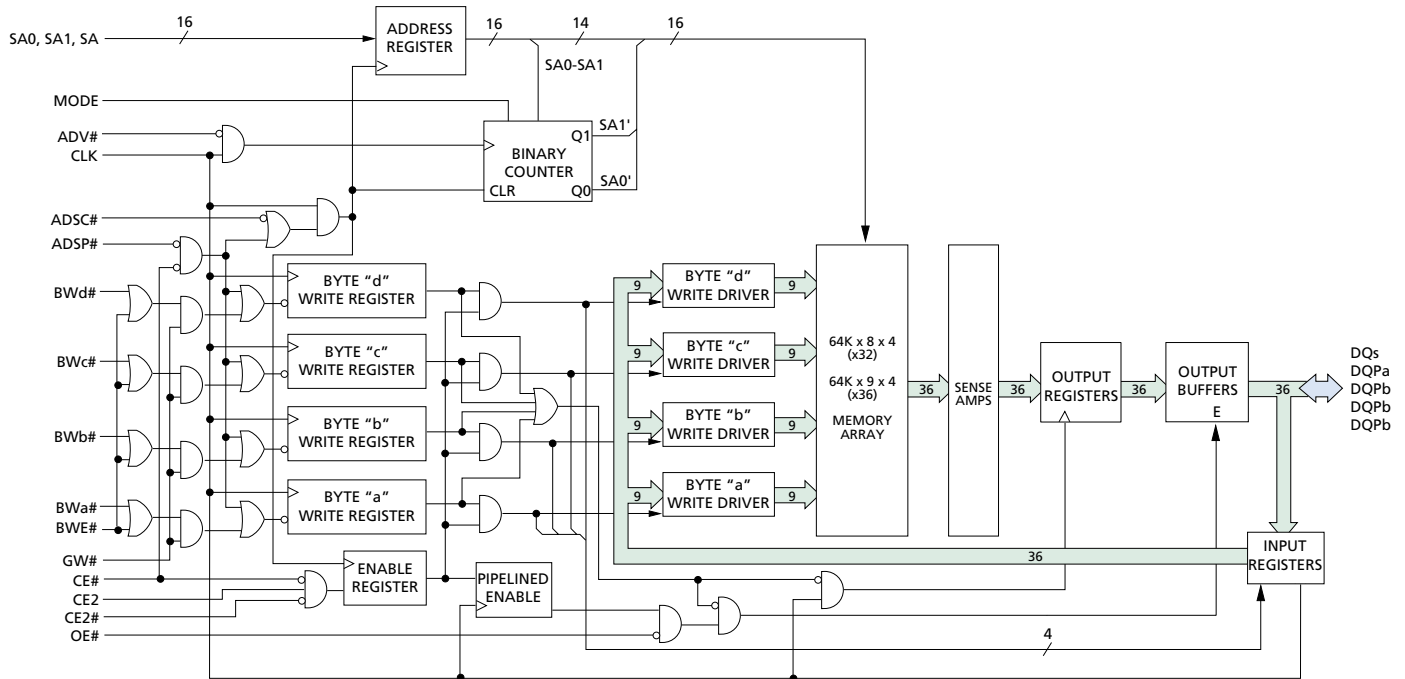 SA0, SA1, SA
16
ADDRESS
REGISTER
16
14
16
SA0-SA1
MODE
ADV#
CLK
BINARY
COUNTER
Q1
SA1'
CLR
Q0
SA0'
ADSC#
ADSP#
BWd#
BYTE “d”
WRITE REGISTER
9
BYTE “d”
WRITE DRIVER
9
BWc#
BYTE “c”
WRITE REGISTER
9
BYTE “c”
WRITE DRIVER
9
BWb#
BYTE “b”
WRITE REGISTER
9
BYTE “b”
WRITE DRIVER
9
BWa#
BWE#
BYTE “a”
WRITE REGISTER
9
BYTE “a”
WRITE DRIVER
9
64K x 8 x 4
(x32)
64K x 9 x 4
(x36)
MEMORY
ARRAY
36
SENSE
AMPS
36
OUTPUT
REGISTERS
36
OUTPUT
BUFFERS
E
36
DQs
DQPa
DQPb
DQPb
DQPb
GW#
CE#
CE2
CE2#
OE#
ENABLE
REGISTER
PIPELINED
ENABLE
36
INPUT
REGISTERS
4